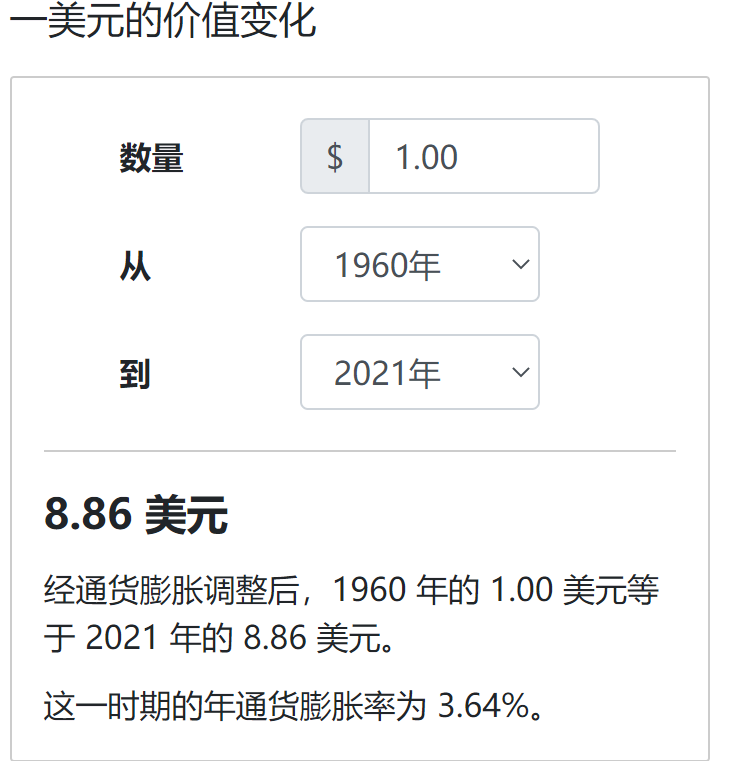 一美元的价值变化
数量
$ 1.00
从
1960年
到
2021年
8.86 美元
经通货膨胀调整后，1960 年的 1.00 美元等
于 2021 年的 8.86 美元。
这一时期的年通货膨胀率为 3.64%。